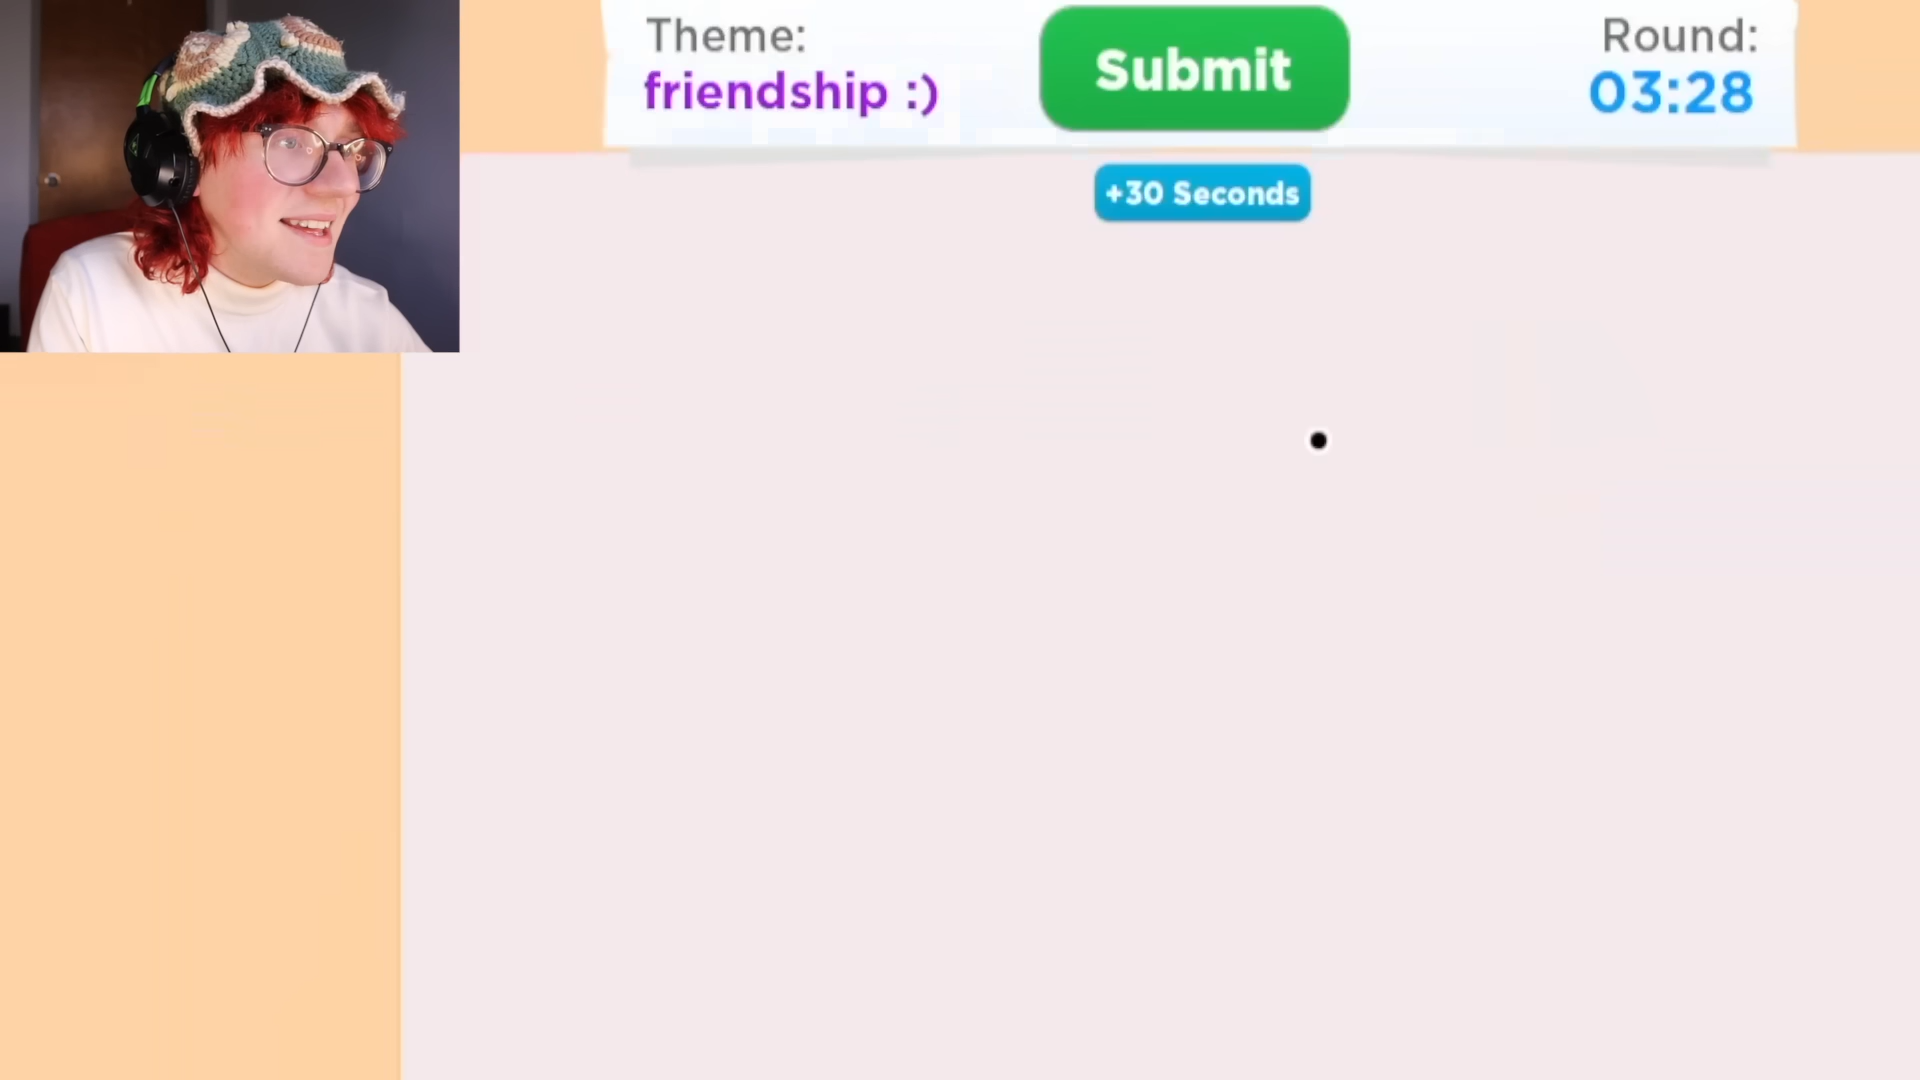 Theme:
friendship :)
Submit
+30 Seconds
Round:
03:28